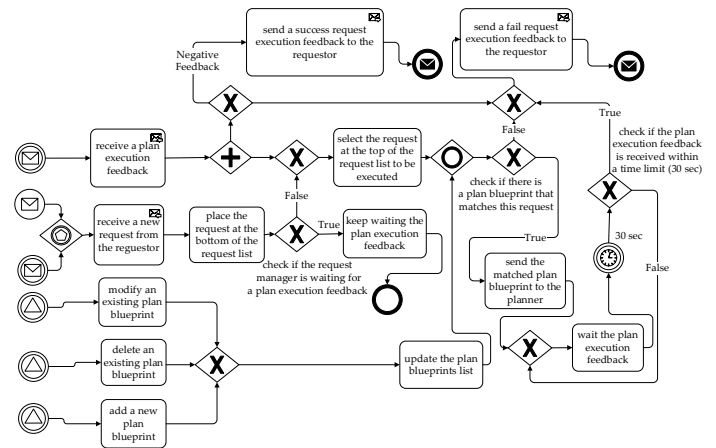 send a success request
execution feedback to the
requestor
send a fail request
execution feedback to
the requestor
Negative
Feedback
True
receive a plan
execution
feedback
select the request
at the top of the
request list to be
executed
False
check if there is
a plan blueprint that
matches this request
check if the plan
execution feedback
is received within
a time limit (30 sec)
receive a new
request from
the reguestor
place the
request at the
bottom of the
request list
False
True
keep waiting the
plan execution
feedback
check if the request
manager is waiting for
a plan execution feedback
True
30 sec
False
send the
matched plan
blueprint to the
planner
modify an
existing plan
blueprint
delete an
existing plan
blueprint
update the plan
blueprints list
wait the plan
execution
feedback
add a new
plan
blueprint